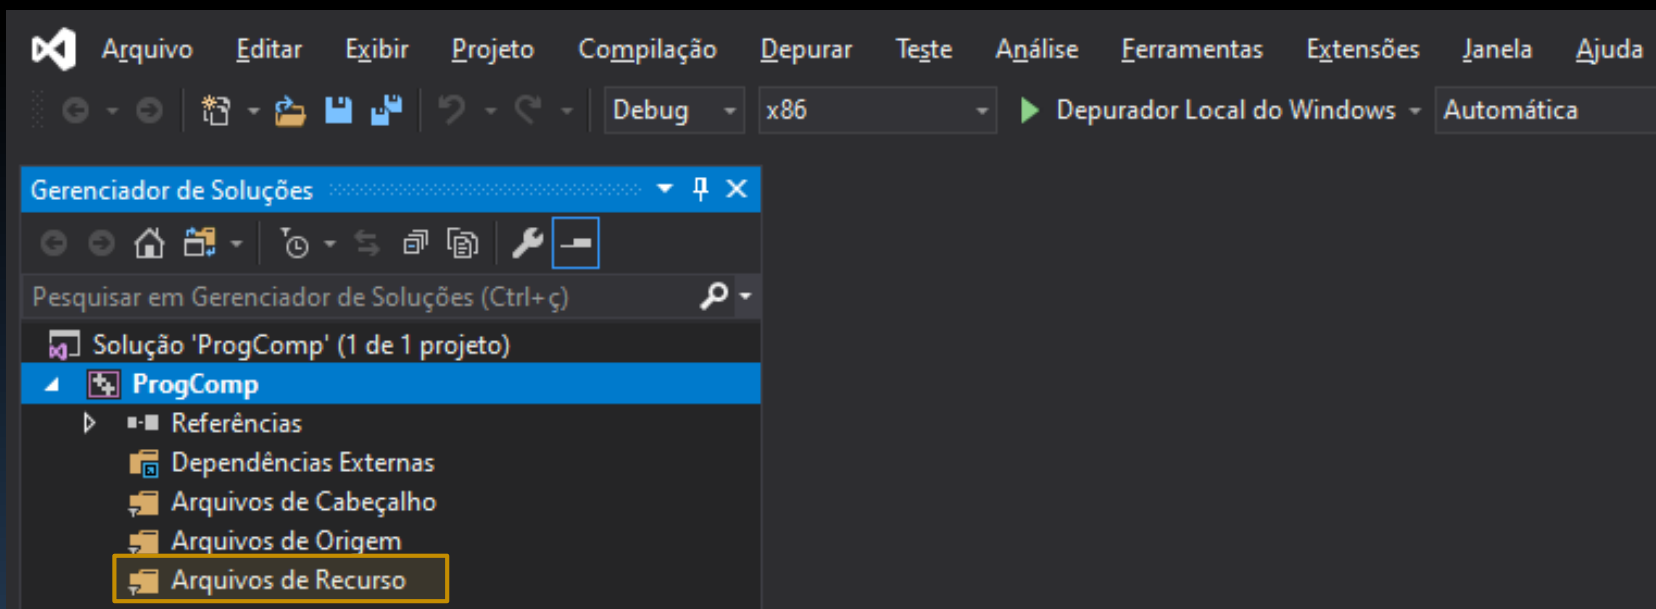 Arquivo Editar Exibir Projeto Compilação Depurar Teste Análise Ferramentas Extensões Janela Ajuda
Debug x86 Depurador Local do Windows Automática
Gerenciador de Soluções
Pesquisar em Gerenciador de Soluções (Ctrl+ç)
Solução 'ProgComp' (1 de 1 projeto)
ProgComp
Referências
Dependências Externas
Arquivos de Cabeçalho
Arquivos de Origem
Arquivos de Recurso